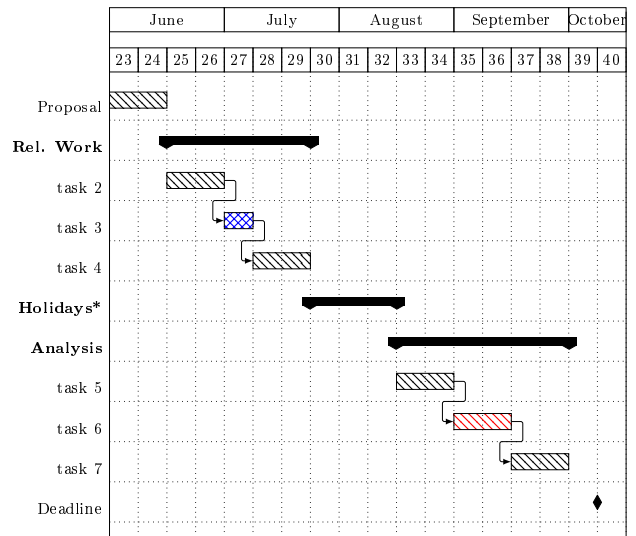 June July August September October
23 24 25 26 27 28 29 30 31 32 33 34 35 36 37 38 39 40
Proposal
Rel. Work
task 2
task 3
task 4
Holidays*
Analysis
task 5
task 6
task 7
Deadline